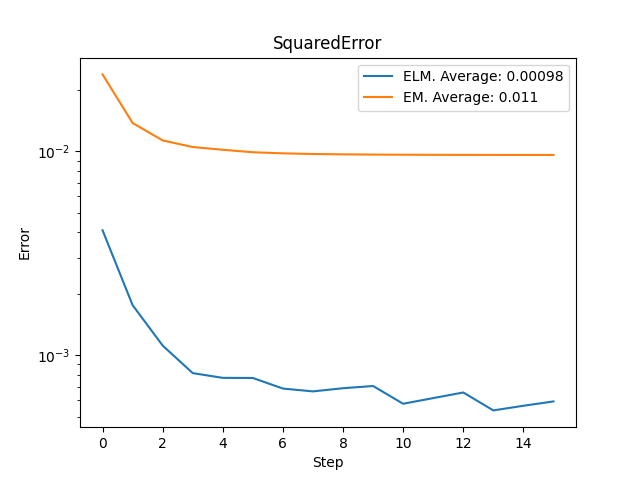 SquaredError
ELM. Average: 0.00098
EM. Average: 0.011
10⁻²
10⁻³
Error
0 2 4 6 8 10 12 14
Step